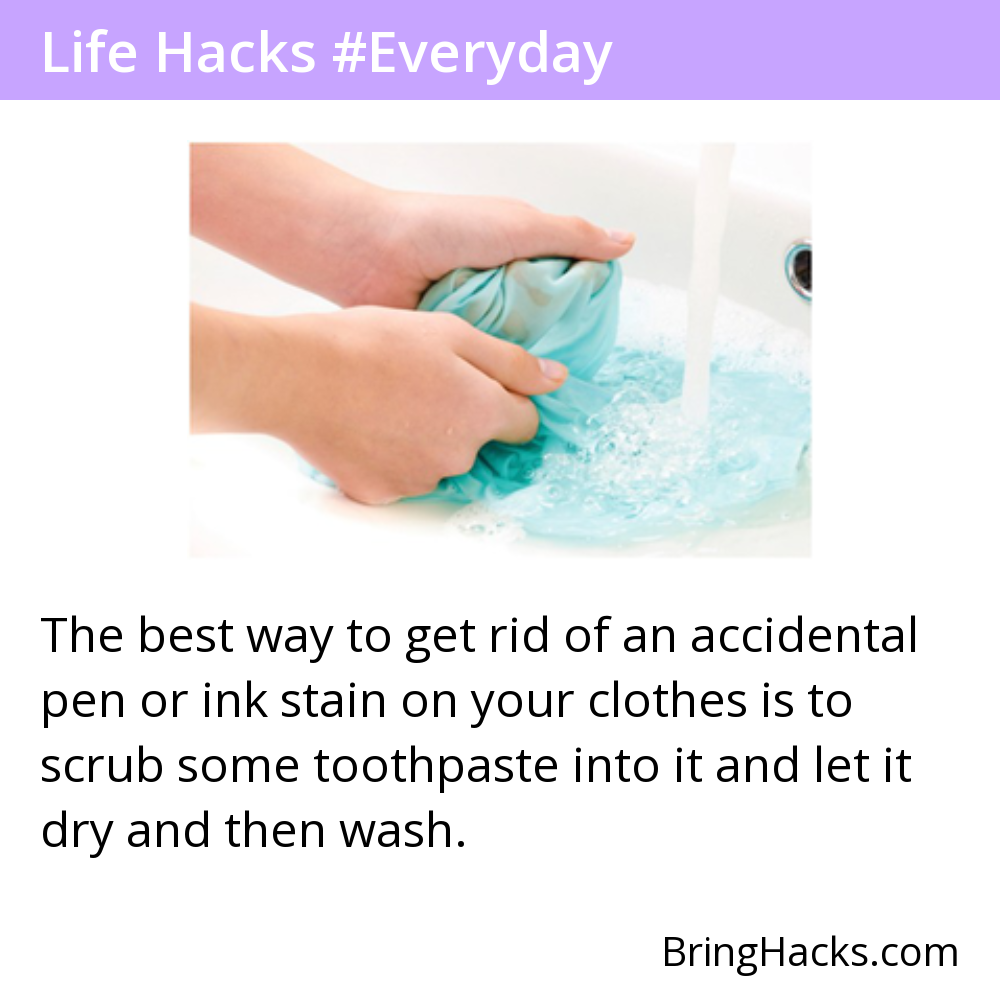 Life Hacks #Everyday
The best way to get rid of an accidental
pen or ink stain on your clothes is to
scrub some toothpaste into it and let it
dry and then wash.
BringHacks.com